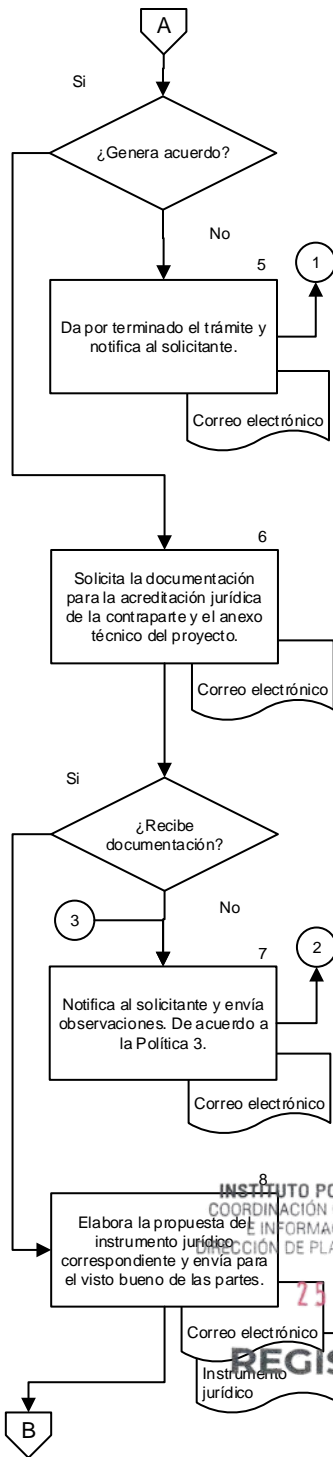 A
Si
¿Genera acuerdo?
No
5
1
Da por terminado el trámite y
notifica al solicitante.
Correo electrónico
6
Solicita la documentación
para la acreditación jurídica
de la contraparte y el anexo
técnico del proyecto.
Correo electrónico
Si
¿Recibe
documentación?
3
No
7
2
Notifica al solicitante y envía
observaciones. De acuerdo a
la Política 3.
Correo electrónico
8
INSTITUTO
COORDINACIÓN
E
DIRECCIÓN DE
Elabora la propuesta del
instrumento jurídico
correspondiente y envía para
el visto bueno de las partes.
25
Correo electrónico
Instrumento
jurídico
B